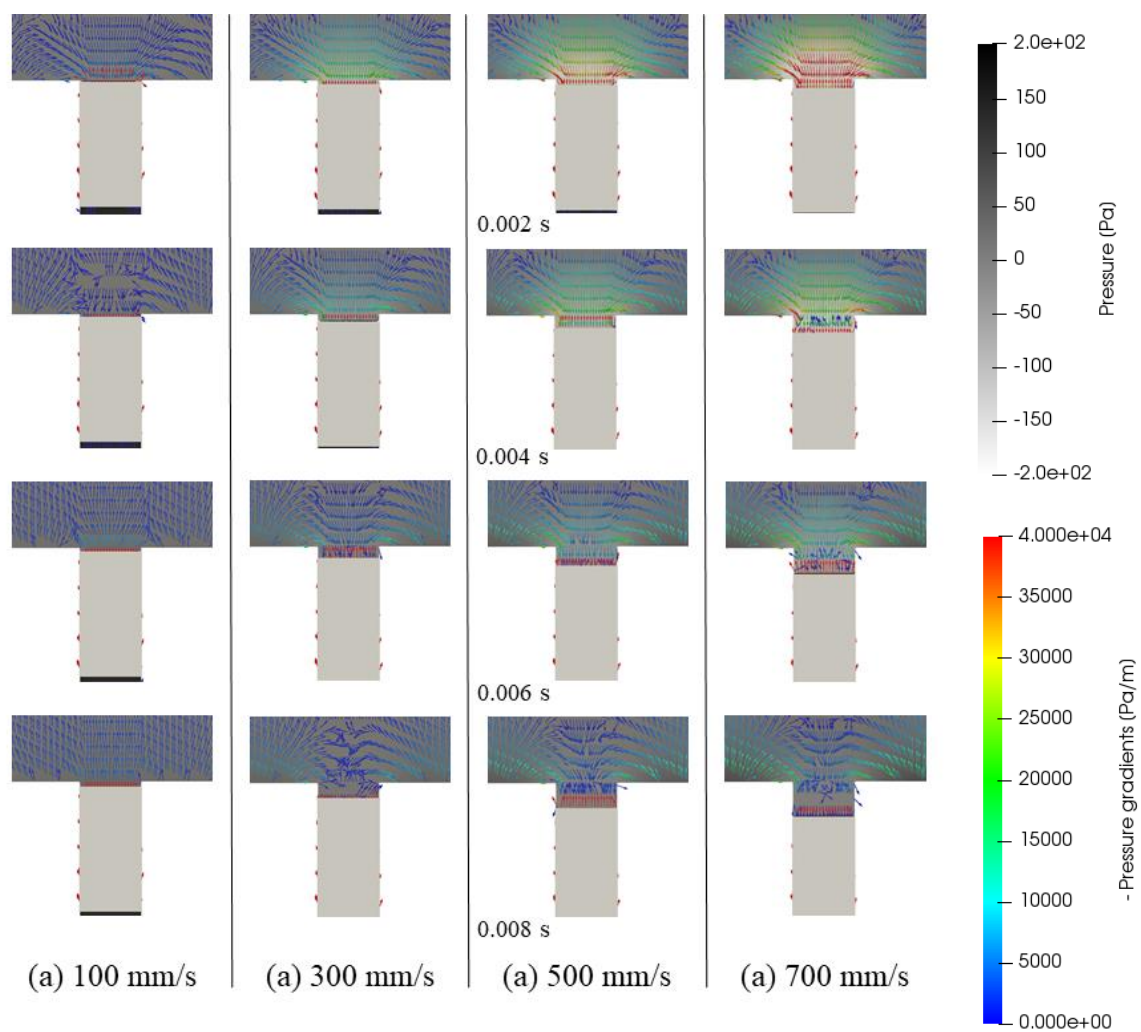 0.002 s
0.004 s
0.006 s
0.008 s
(a) 100 mm/s
(a) 300 mm/s
(a) 500 mm/s
(a) 700 mm/s
2.0e+02
150
100
50
0
-50
-100
-150
-2.0e+02
Pressure (Pa)
4.000e+04
35000
30000
25000
20000
15000
10000
5000
0.000e+00
- Pressure gradients (Pa/m)